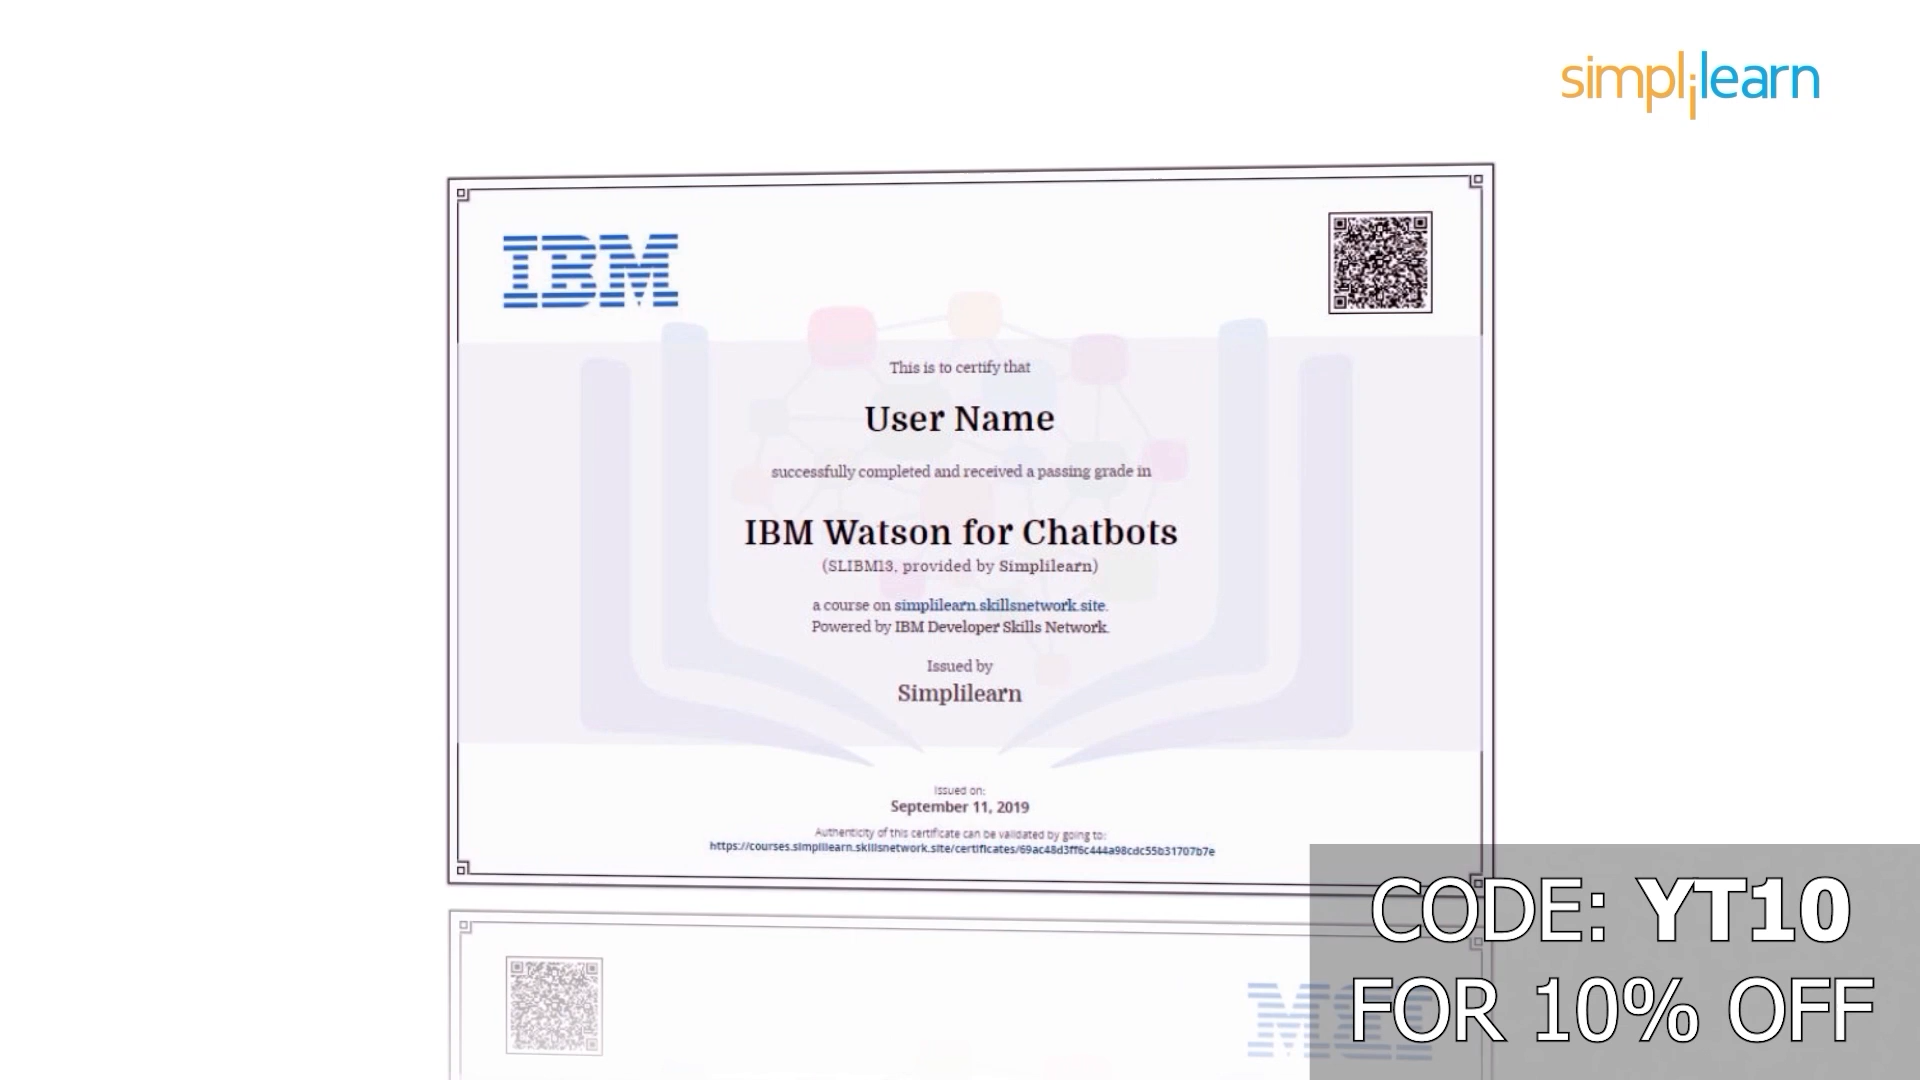 simplilearn
IBM
This is to certify that
User Name
successfully completed and received a passing grade in
IBM Watson for Chatbots
(SLIBM13, provided by Simplilearn)
a course on simplilearn.skillsnetwork.site.
Powered by IBM Developer Skills Network.
Issued by
Simplilearn
Issued on:
September 11, 2019
Authenticity of this certificate can be validated by going to:
https://courses.simplilearn.skillsnetwork.site/certificates/69ac48d3ff6c444a98cdc55b31707b7e
CODE: YT10
FOR 10% OFF
IBM